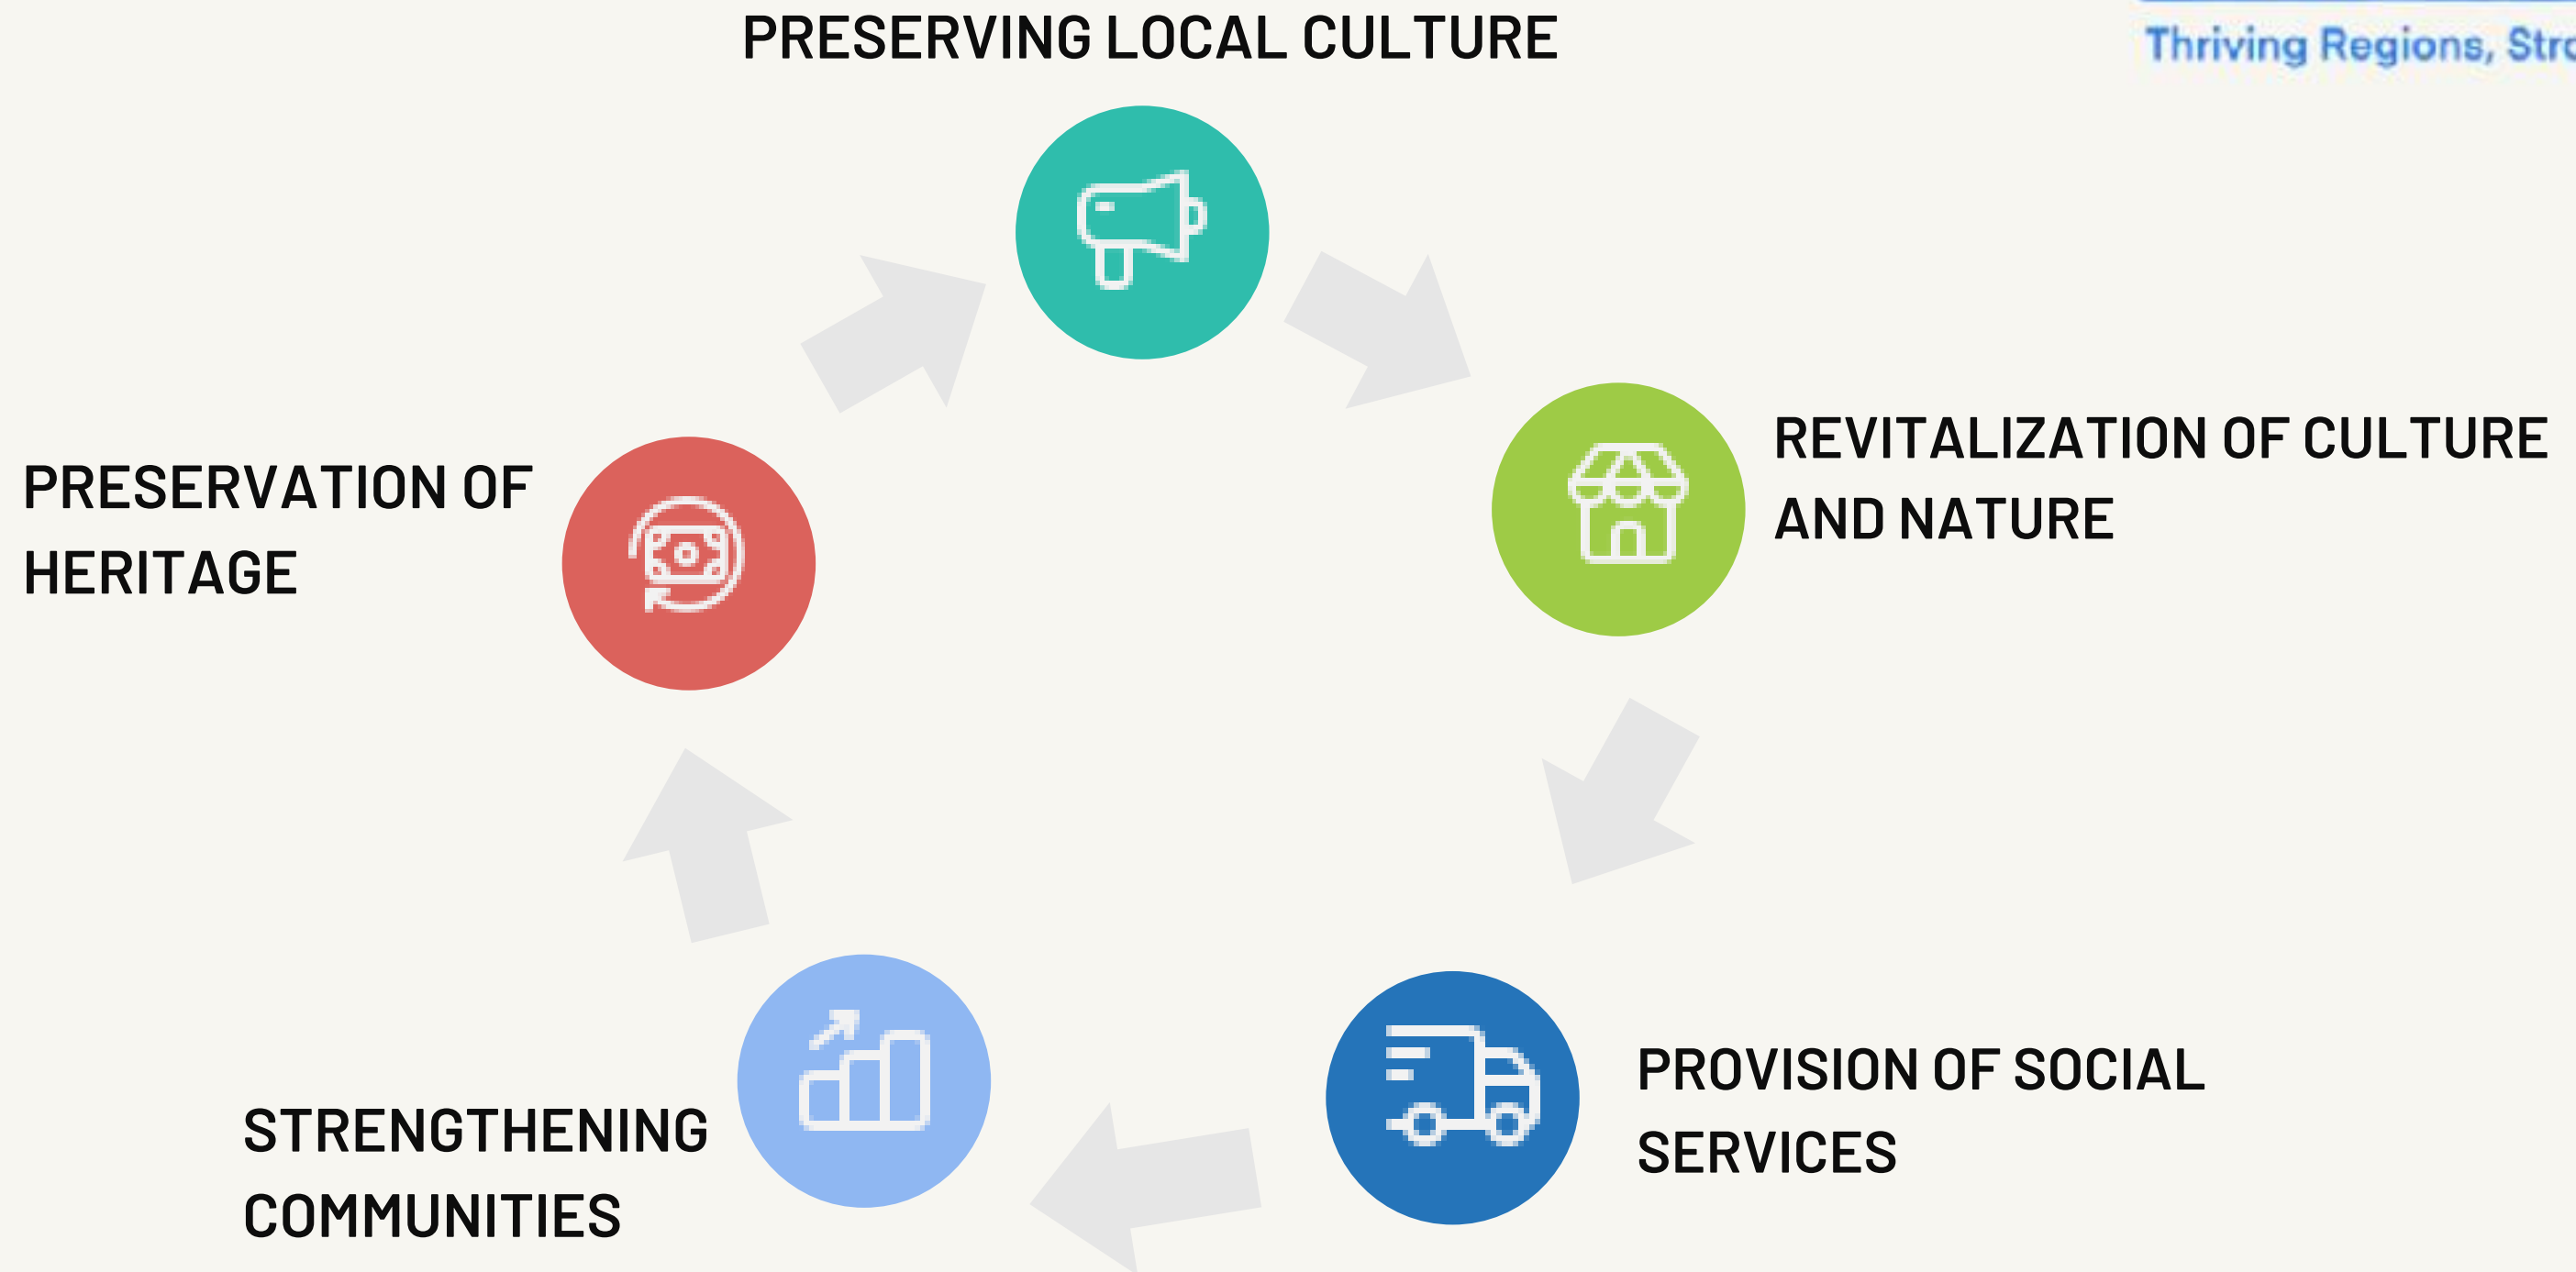 PRESERVING LOCAL CULTURE
Thriving Regions,
REVITALIZATION OF CULTURE
AND NATURE
PRESERVATION OF
HERITAGE
PROVISION OF SOCIAL
SERVICES
STRENGTHENING
COMMUNITIES